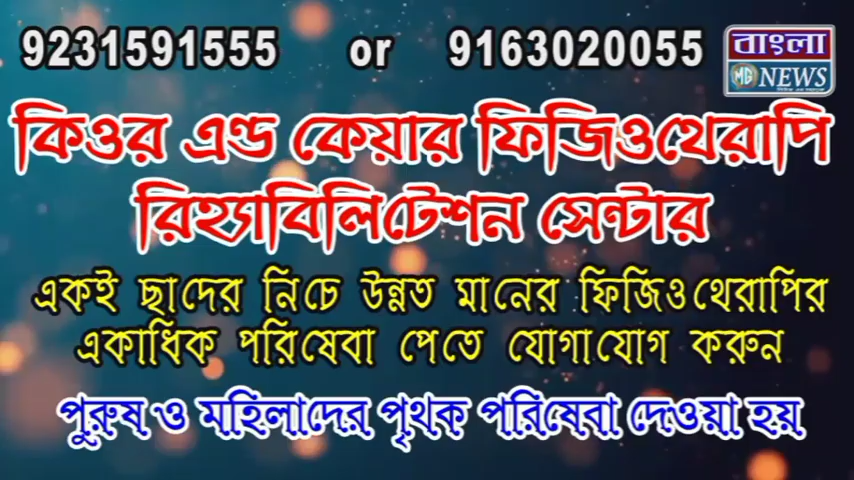 9231591555 or 9163020055
বাংলা
MB NEWS
কিওর এণ্ড কেয়ার ফিজিওথেরাপি
রিহ্যাবিলিটেশন সেন্টার
একই ছাদের নিচে উন্নত মানের ফিজিওথেরাপির
একাধিক পরিষেবা পেতে যোগাযোগ করুন
পুরুষ ও মহিলাদের পৃথক পরিষেবা দেওয়া হয়